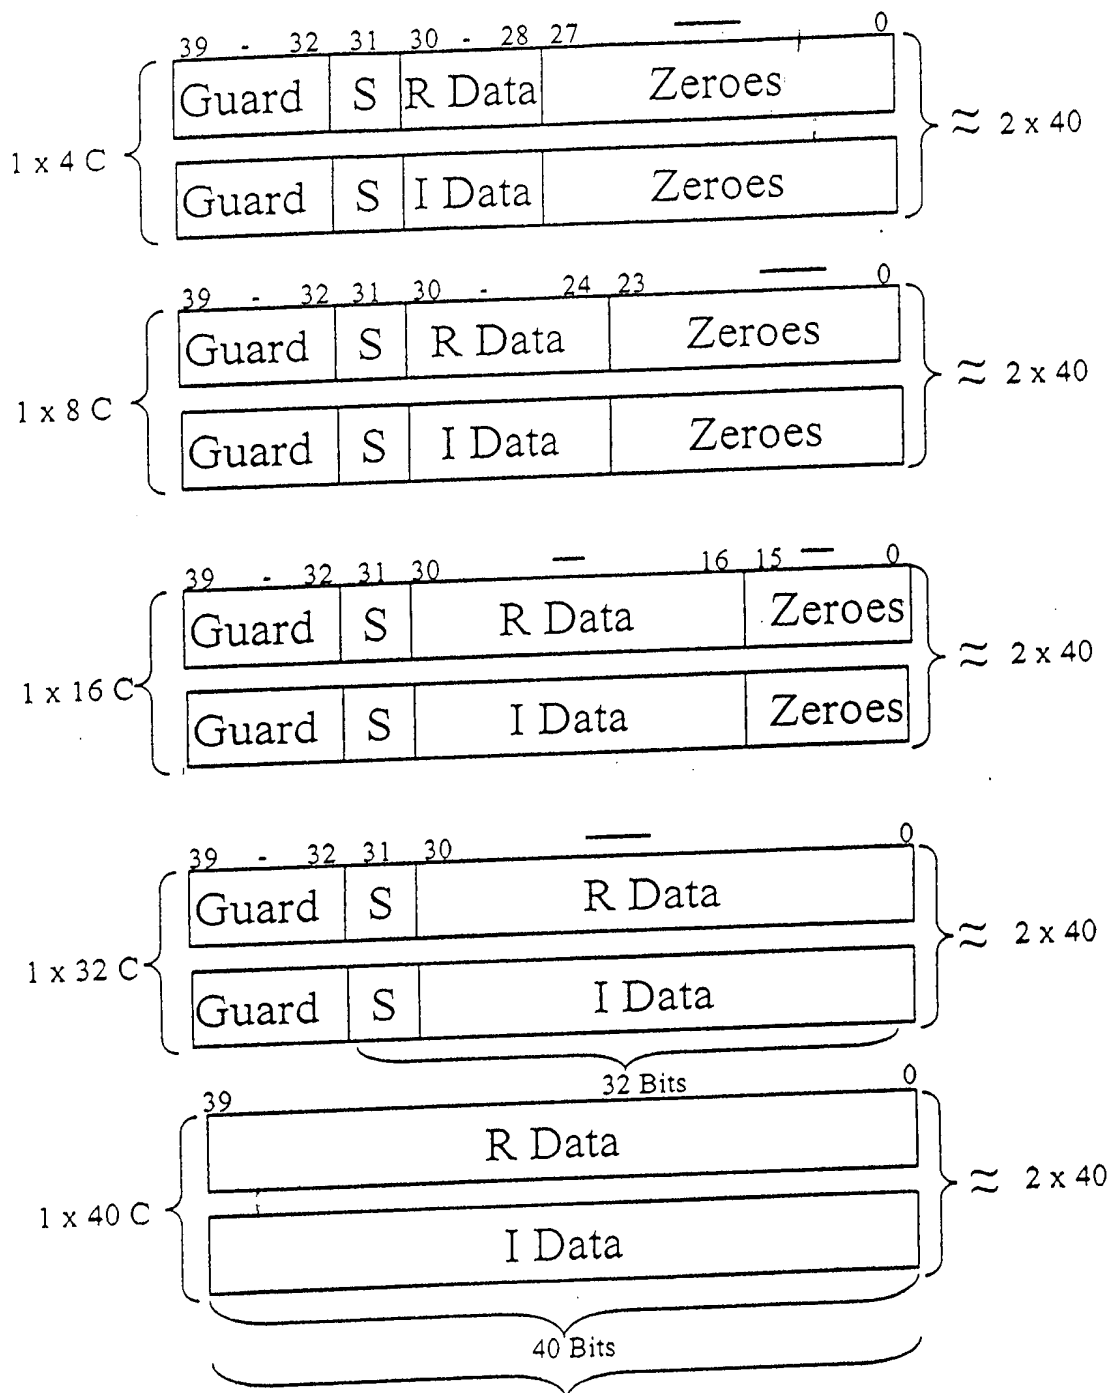 39 - 32 31 30 - 28 27 — 0
Guard S R Data Zeroes
1 x 4 C ≈ 2 x 40
Guard S I Data Zeroes
39 - 32 31 30 - 24 23 — 0
Guard S R Data Zeroes
1 x 8 C ≈ 2 x 40
Guard S I Data Zeroes
39 - 32 31 30 — 16 15 — 0
Guard S R Data Zeroes
1 x 16 C ≈ 2 x 40
Guard S I Data Zeroes
39 - 32 31 30 — 0
Guard S R Data
1 x 32 C ≈ 2 x 40
Guard S I Data
32 Bits
39 0
R Data
1 x 40 C ≈ 2 x 40
I Data
40 Bits